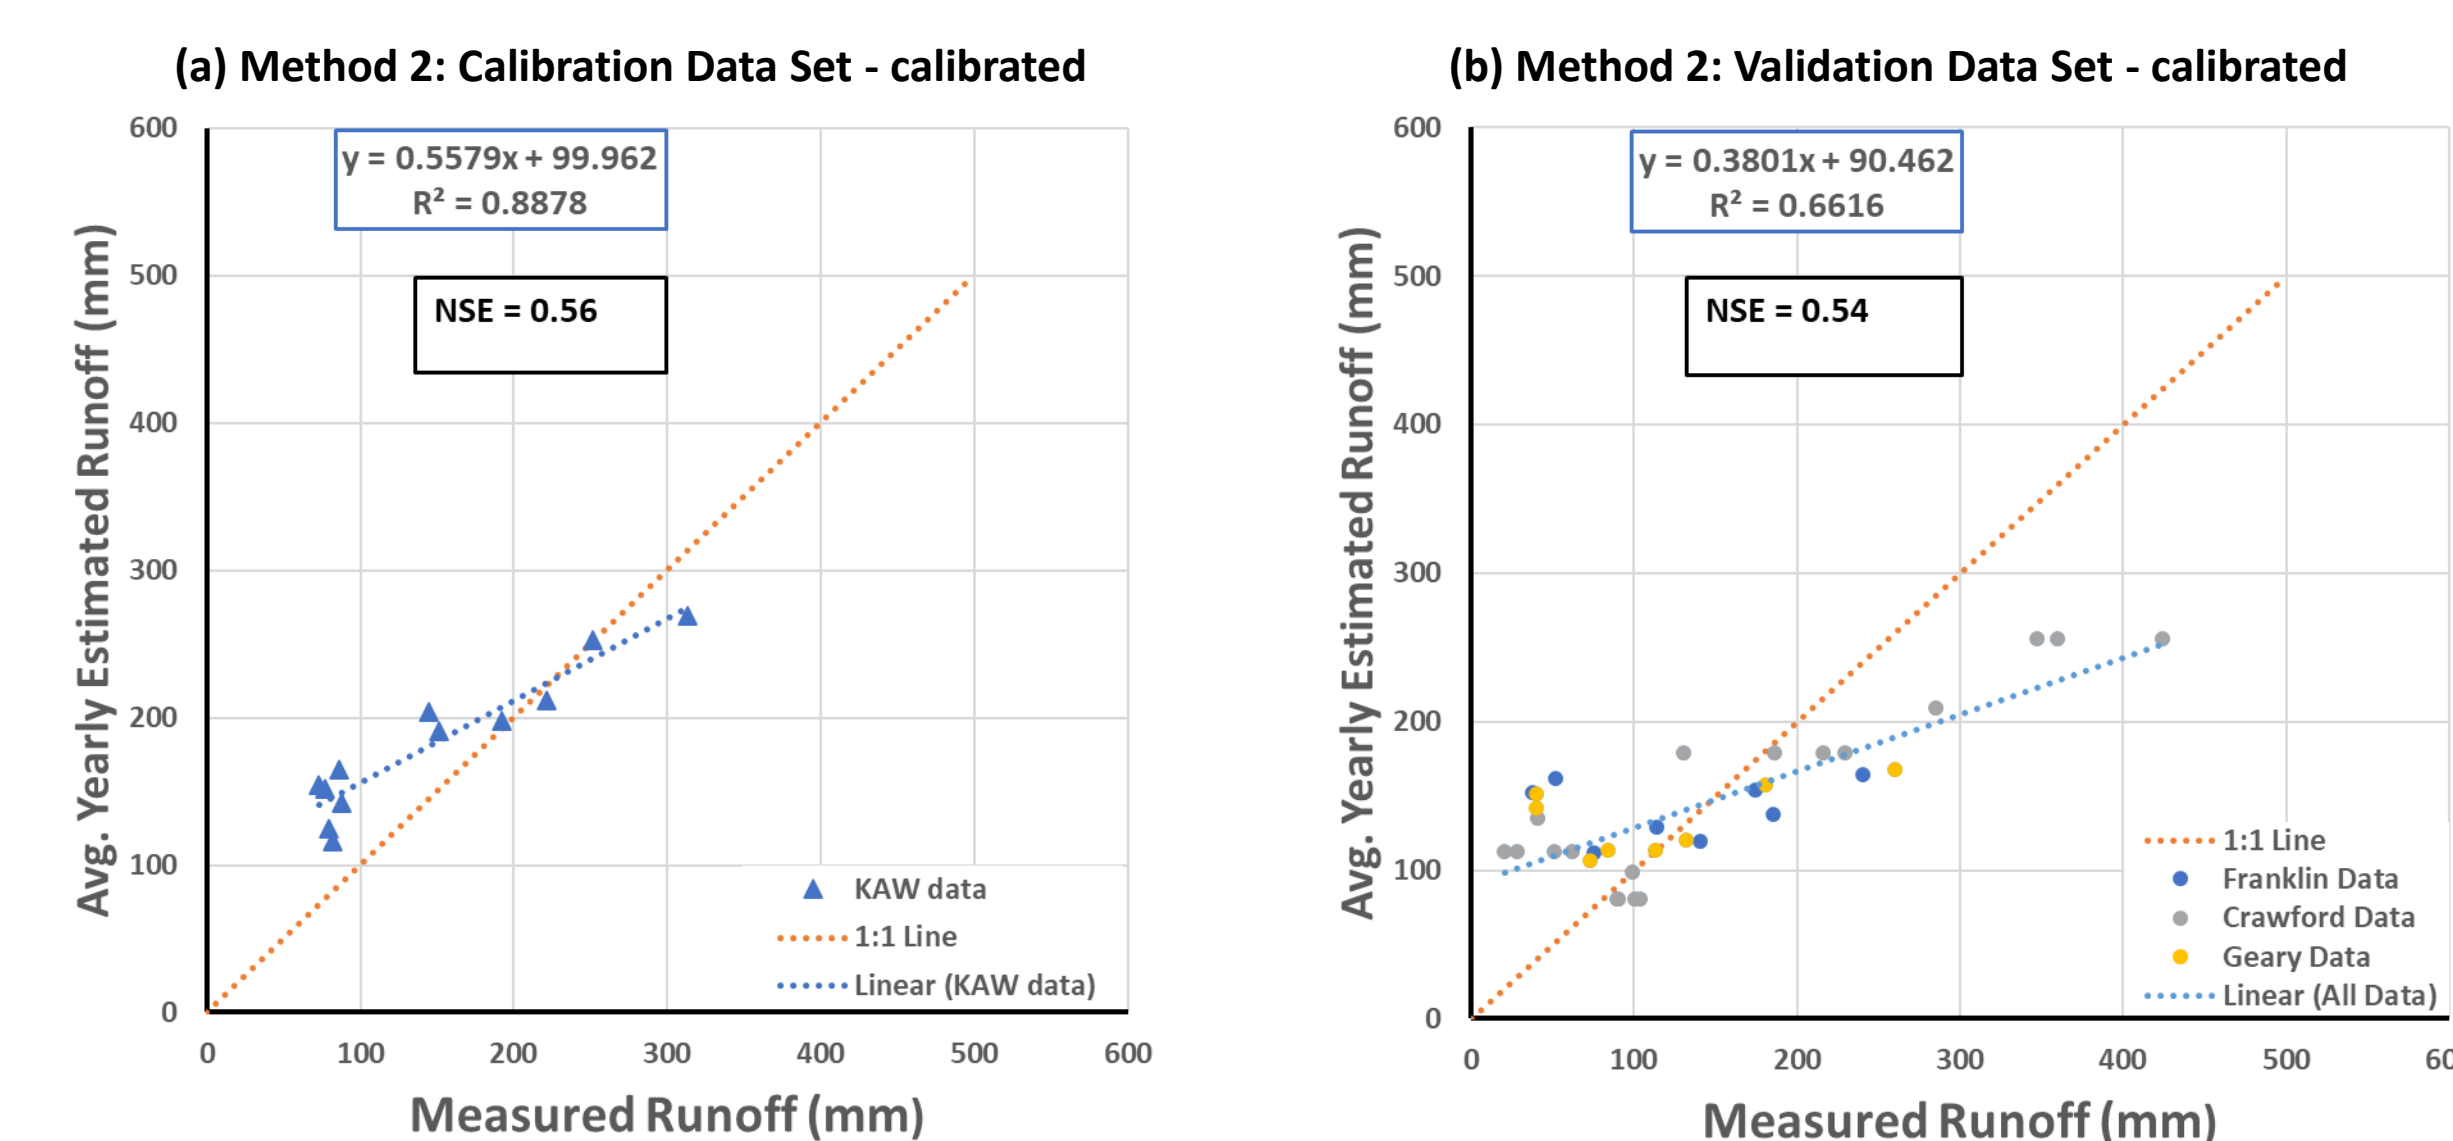 (a) Method 2: Calibration Data Set - calibrated
600
500
400
300
200
100
0
Avg. Yearly Estimated Runoff (mm)
y = 0.5579x + 99.962
R² = 0.8878
NSE = 0.56
KAW data
1:1 Line
Linear (KAW data)
0 100 200 300 400 500 600
Measured Runoff (mm)
(b) Method 2: Validation Data Set - calibrated
600
500
400
300
200
100
0
Avg. Yearly Estimated Runoff (mm)
y = 0.3801x + 90.462
R² = 0.6616
NSE = 0.54
1:1 Line
Franklin Data
Crawford Data
Geary Data
Linear (All Data)
0 100 200 300 400 500
Measured Runoff (mm)